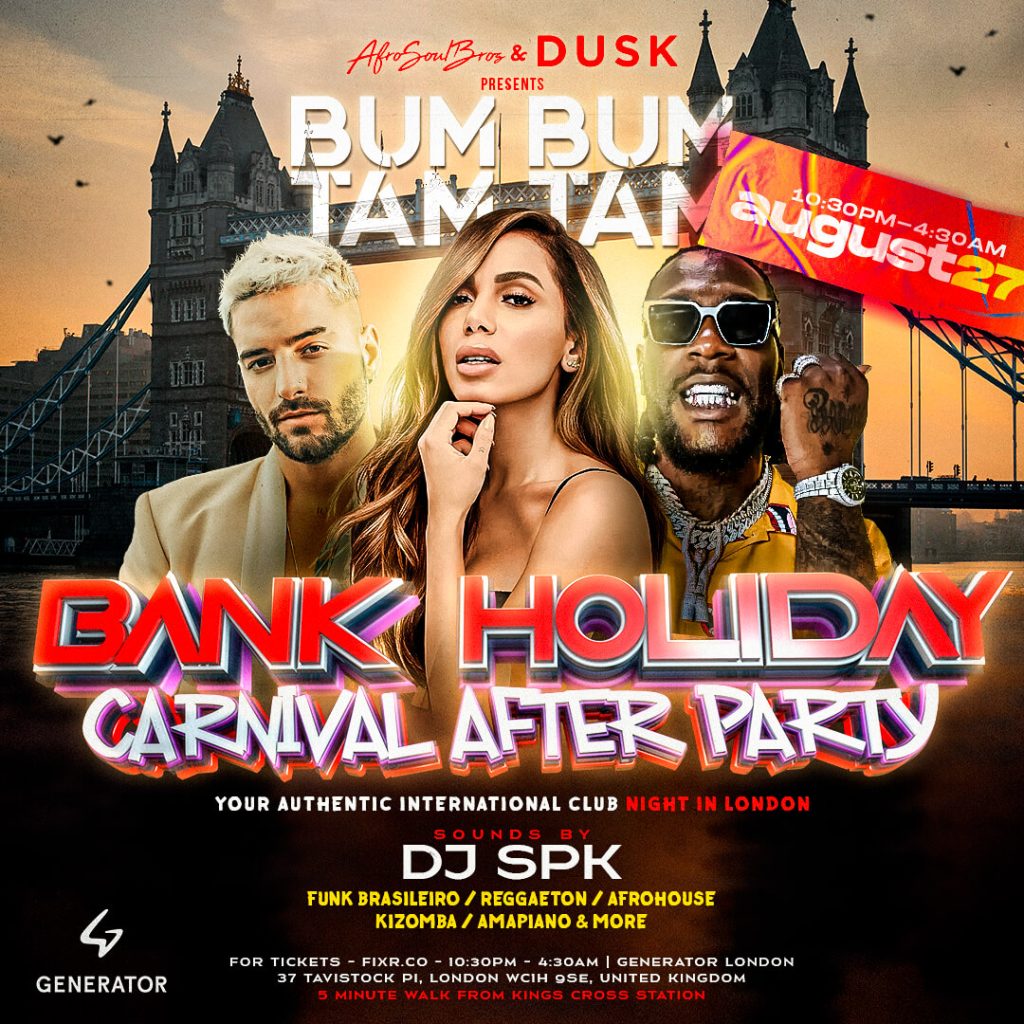 AfroSoulBros & DUSK
PRESENTS
BUM BUM
TAM TAM
10:30PM—4:30AM
august27
BANK HOLIDAY
CARNIVAL AFTER PARTY
YOUR AUTHENTIC INTERNATIONAL CLUB NIGHT IN LONDON
SOUNDS BY
DJ SPK
FUNK BRASILEIRO / REGGAETON / AFROHOUSE
KIZOMBA / AMAPIANO & MORE
GENERATOR
FOR TICKETS - FIXR.CO - 10:30PM - 4:30AM | GENERATOR LONDON
37 TAVISTOCK Pl, LONDON WC1H 9SE, UNITED KINGDOM
5 MINUTE WALK FROM KINGS CROSS STATION